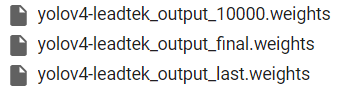 yolov4-leadtek_output_10000.weights
yolov4-leadtek_output_final.weights
yolov4-leadtek_output_last.weights